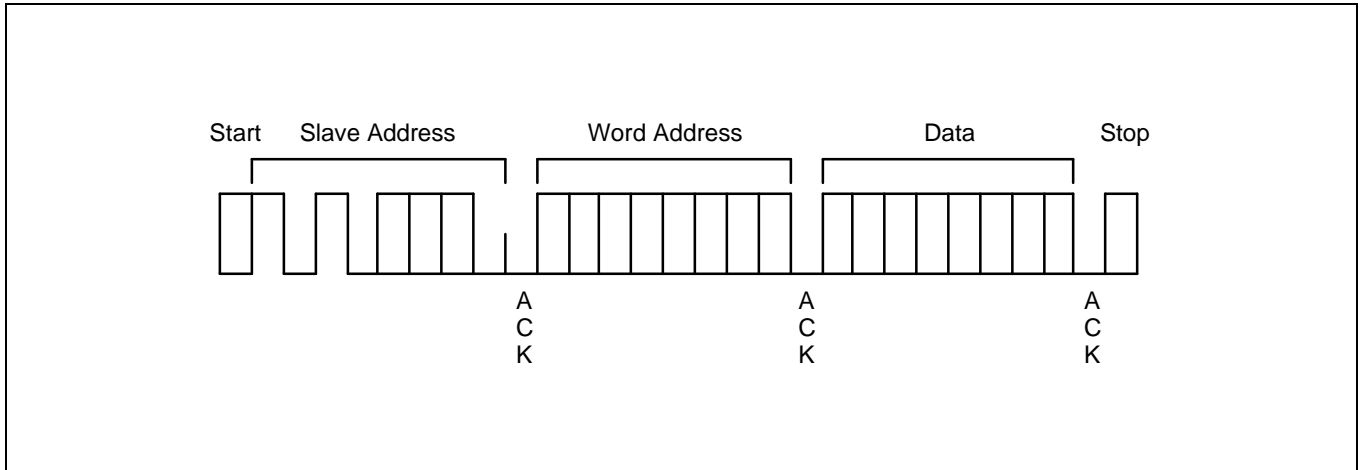 Start Slave Address Word Address Data Stop
A A A
C C C
K K K